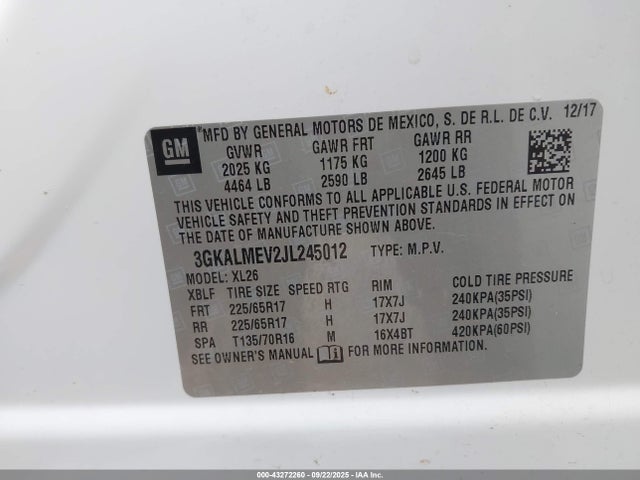 GM
*MFD BY GENERAL MOTORS DE MEXICO, S. DE R.L. DE C.V. 12/17
GVWR GAWR FRT GAWR RR
2025 KG 1175 KG 1200 KG
4464 LB 2590 LB 2645 LB
THIS VEHICLE CONFORMS TO ALL APPLICABLE U.S. FEDERAL MOTOR
VEHICLE SAFETY AND THEFT PREVENTION STANDARDS IN EFFECT ON
THE DATE OF MANUFACTURE SHOWN ABOVE.
3GKALMEV2JL245012 TYPE: M.P.V.
MODEL: XL26
XBLF TIRE SIZE SPEED RTG RIM COLD TIRE PRESSURE
FRT 225/65R17 H 17X7J 240KPA(35PSI)
RR 225/65R17 H 17X7J 240KPA(35PSI)
SPA T135/70R16 M 16X4BT 420KPA(60PSI)
SEE OWNER'S MANUAL FOR MORE INFORMATION.
000-43272260 - 09/22/2025 - IAAI.COM